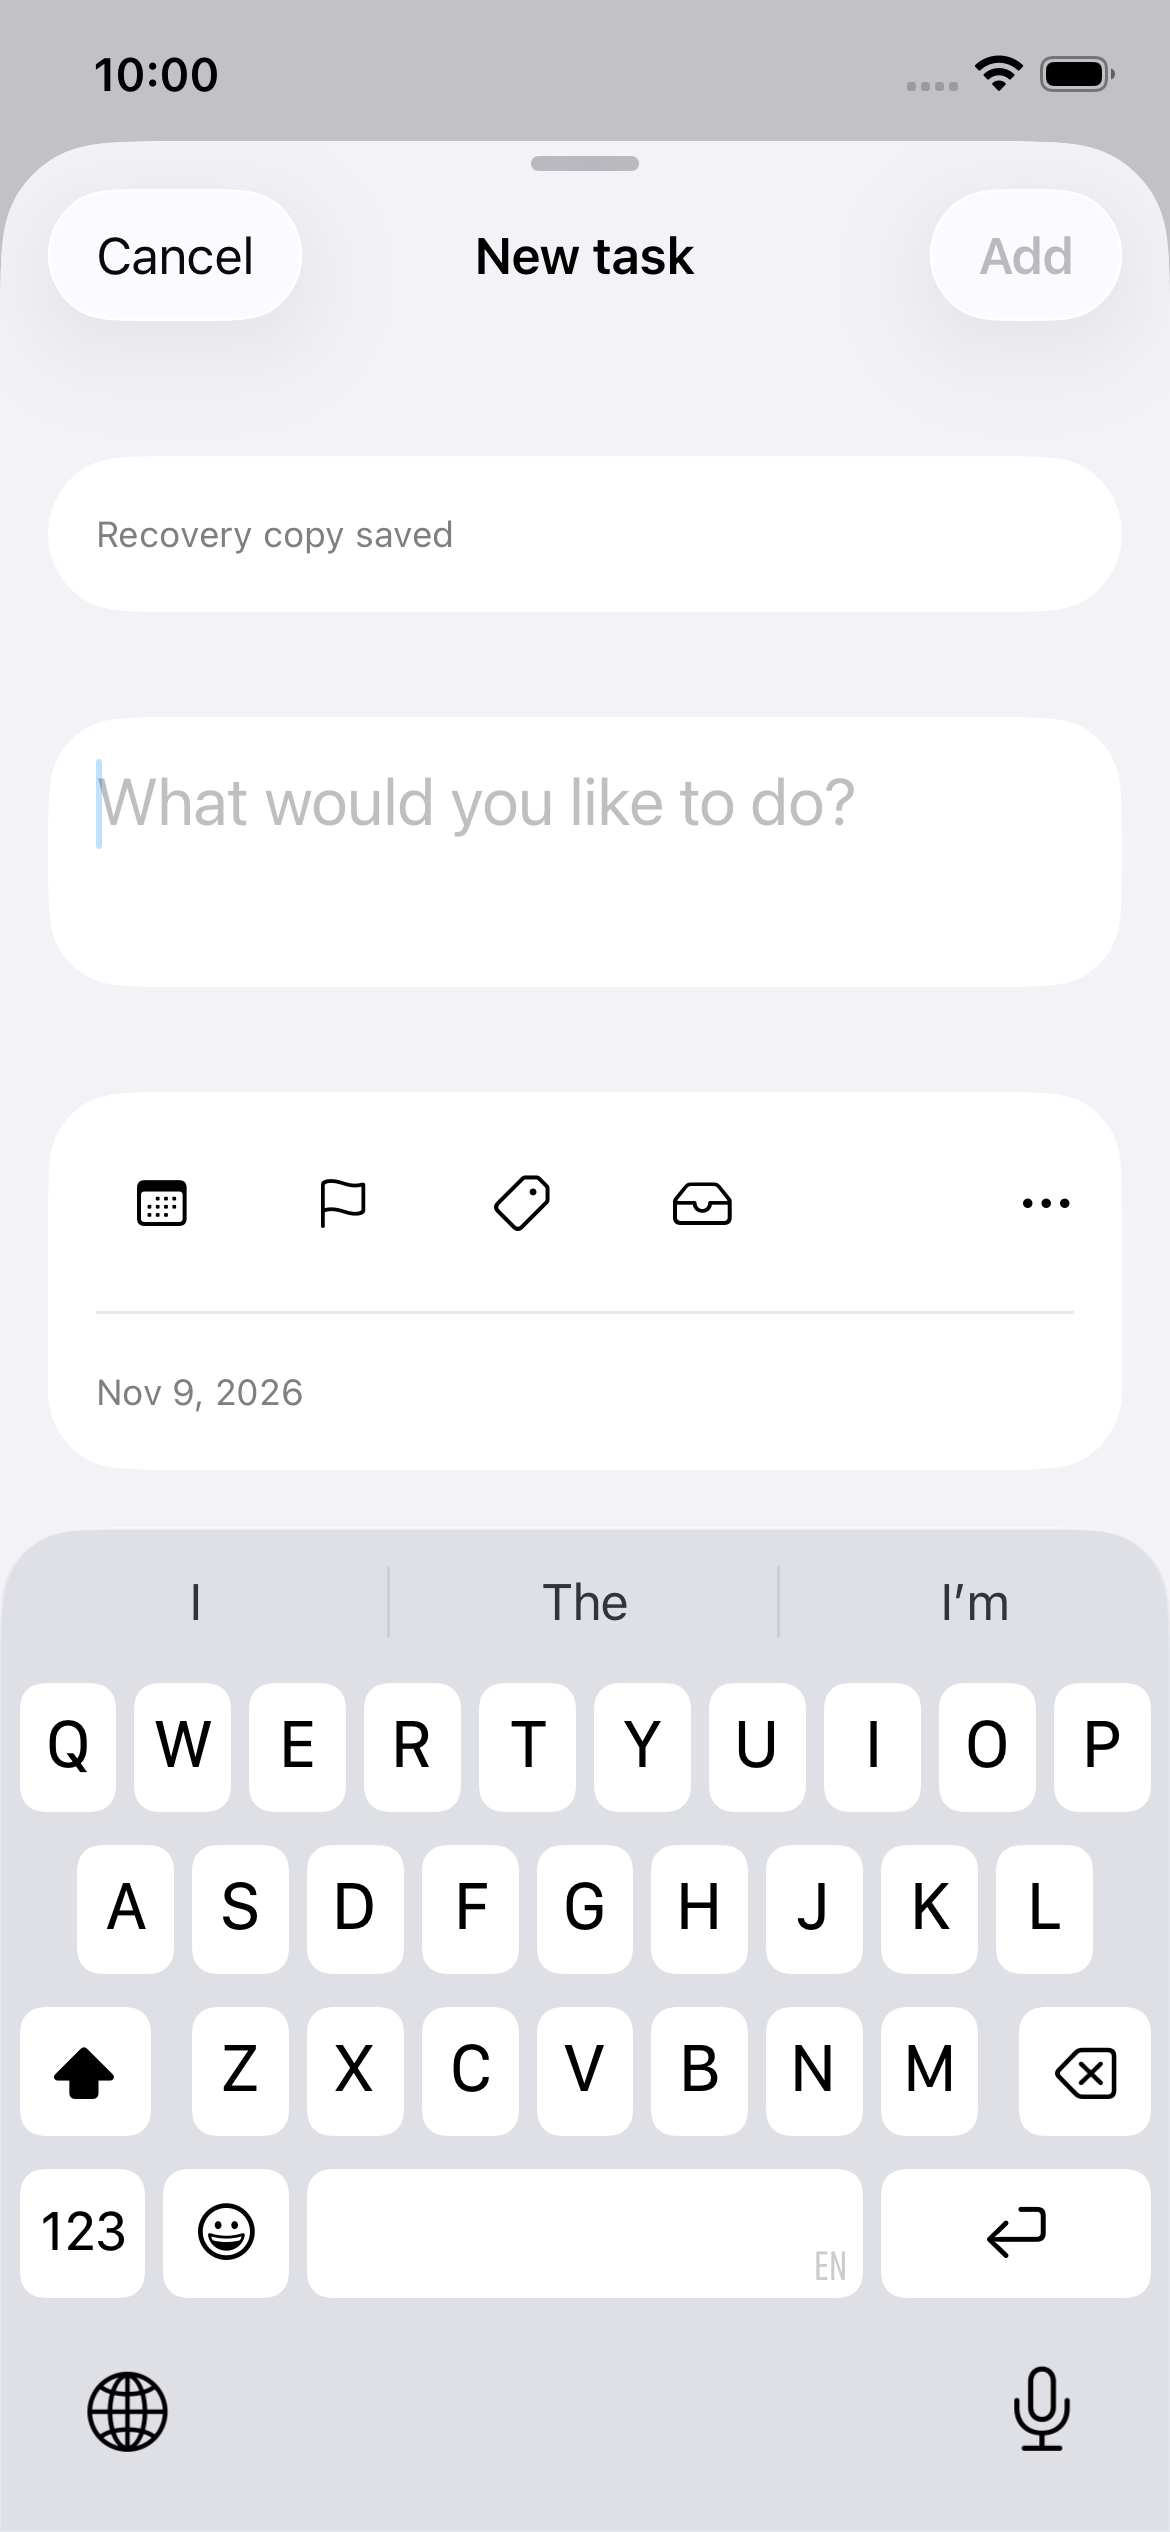 10:00
Cancel
New task
Add
Recovery copy saved
What would you like to do?
Nov 9, 2026
I
The
I’m
Q W E R T Y U I O P
A S D F G H J K L
Z X C V B N M
123
EN